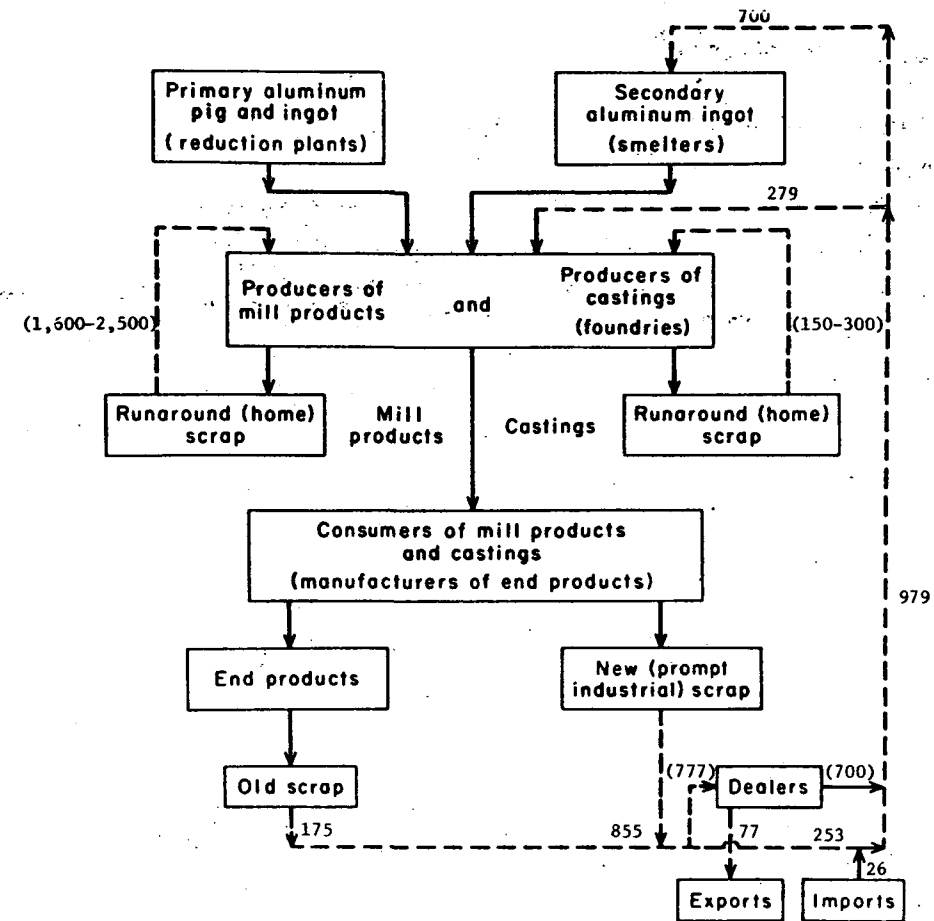 700
Primary aluminum
pig and ingot
(reduction plants)
Secondary
aluminum ingot
(smelters)
279
Producers of
mill products
and
Producers of
castings
(foundries)
(1,600-2,500)
(150-300)
Runaround (home)
scrap
Mill
products
Castings
Runaround (home)
scrap
Consumers of mill products
and castings
(manufacturers of end products)
979
End products
New (prompt
industrial) scrap
Old scrap
(777)
Dealers
(700)
175
855
77
253
26
Exports
Imports